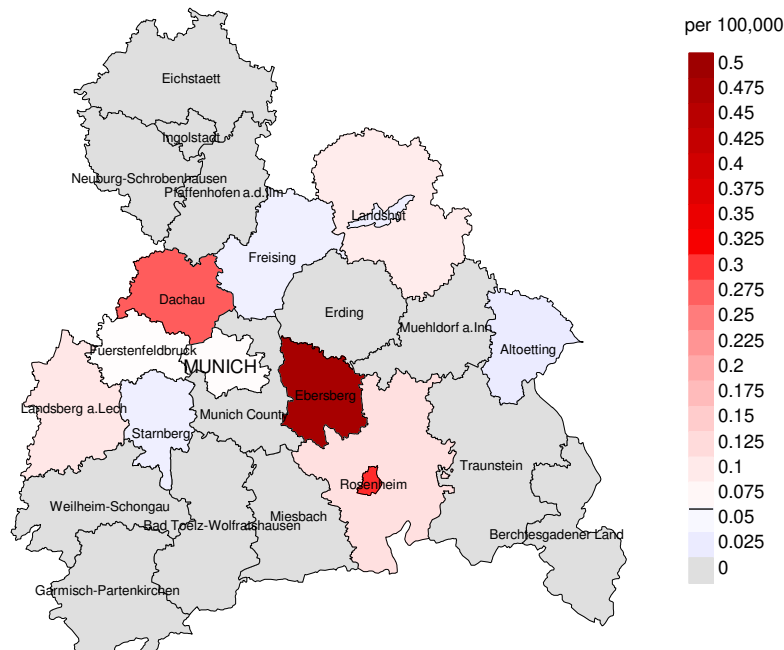 per 100,000
0.5
0.475
0.45
0.425
0.4
0.375
0.35
0.325
0.3
0.275
0.25
0.225
0.2
0.175
0.15
0.125
0.1
0.075
0.05
0.025
0
Eichstaett
Ingolstadt
Neuburg-Schrobenhausen
Pfaffenhofen a.d.Ilm
Landshut
Freising
Dachau
Erding
Muehldorf a.Inn
Altoetting
Fuerstenfeldbruck
MUNICH
Ebersberg
Landsberg a.Lech
Munich County
Starnberg
Traunstein
Rosenheim
Weilheim-Schongau
Miesbach
Bad Toelz-Wolfratshausen
Berchtesgadener Land
Garmisch-Partenkirchen